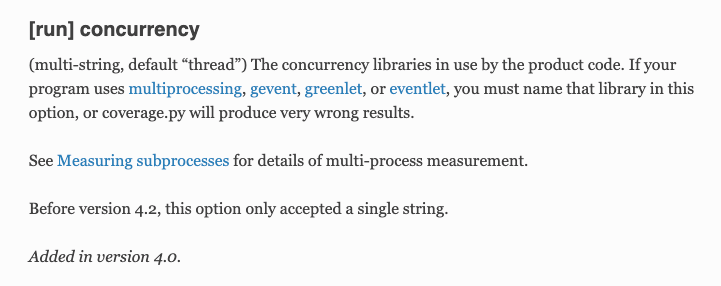 [run] concurrency
(multi-string, default “thread”) The concurrency libraries in use by the product code. If your
program uses multiprocessing, gevent, greenlet, or eventlet, you must name that library in this
option, or coverage.py will produce very wrong results.
See Measuring subprocesses for details of multi-process measurement.
Before version 4.2, this option only accepted a single string.
Added in version 4.0.